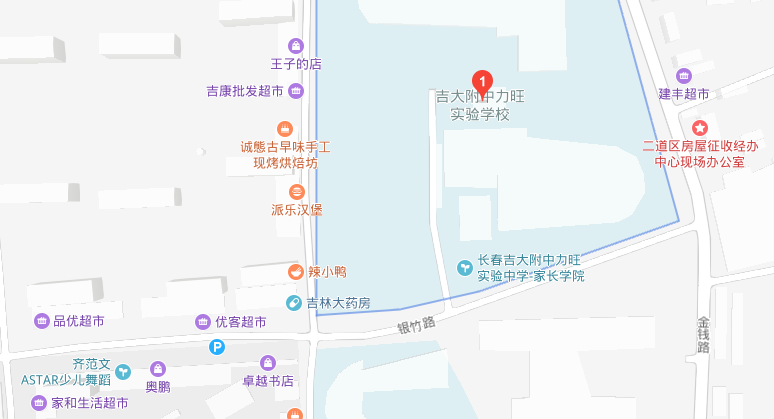 王子的店
吉康批发超市
1
吉大附中力旺
实验学校
建丰超市
诚態古早味手工
现烤烘焙坊
二道区房屋征收经办
中心现场办公室
派乐汉堡
辣小鸭
长春吉大附中力旺
实验中学-家长学院
吉林大药房
品优超市
优客超市
银竹路
金钱路
P
齐范文
ASTAR少儿舞蹈
奥鹏
卓越书店
家和生活超市